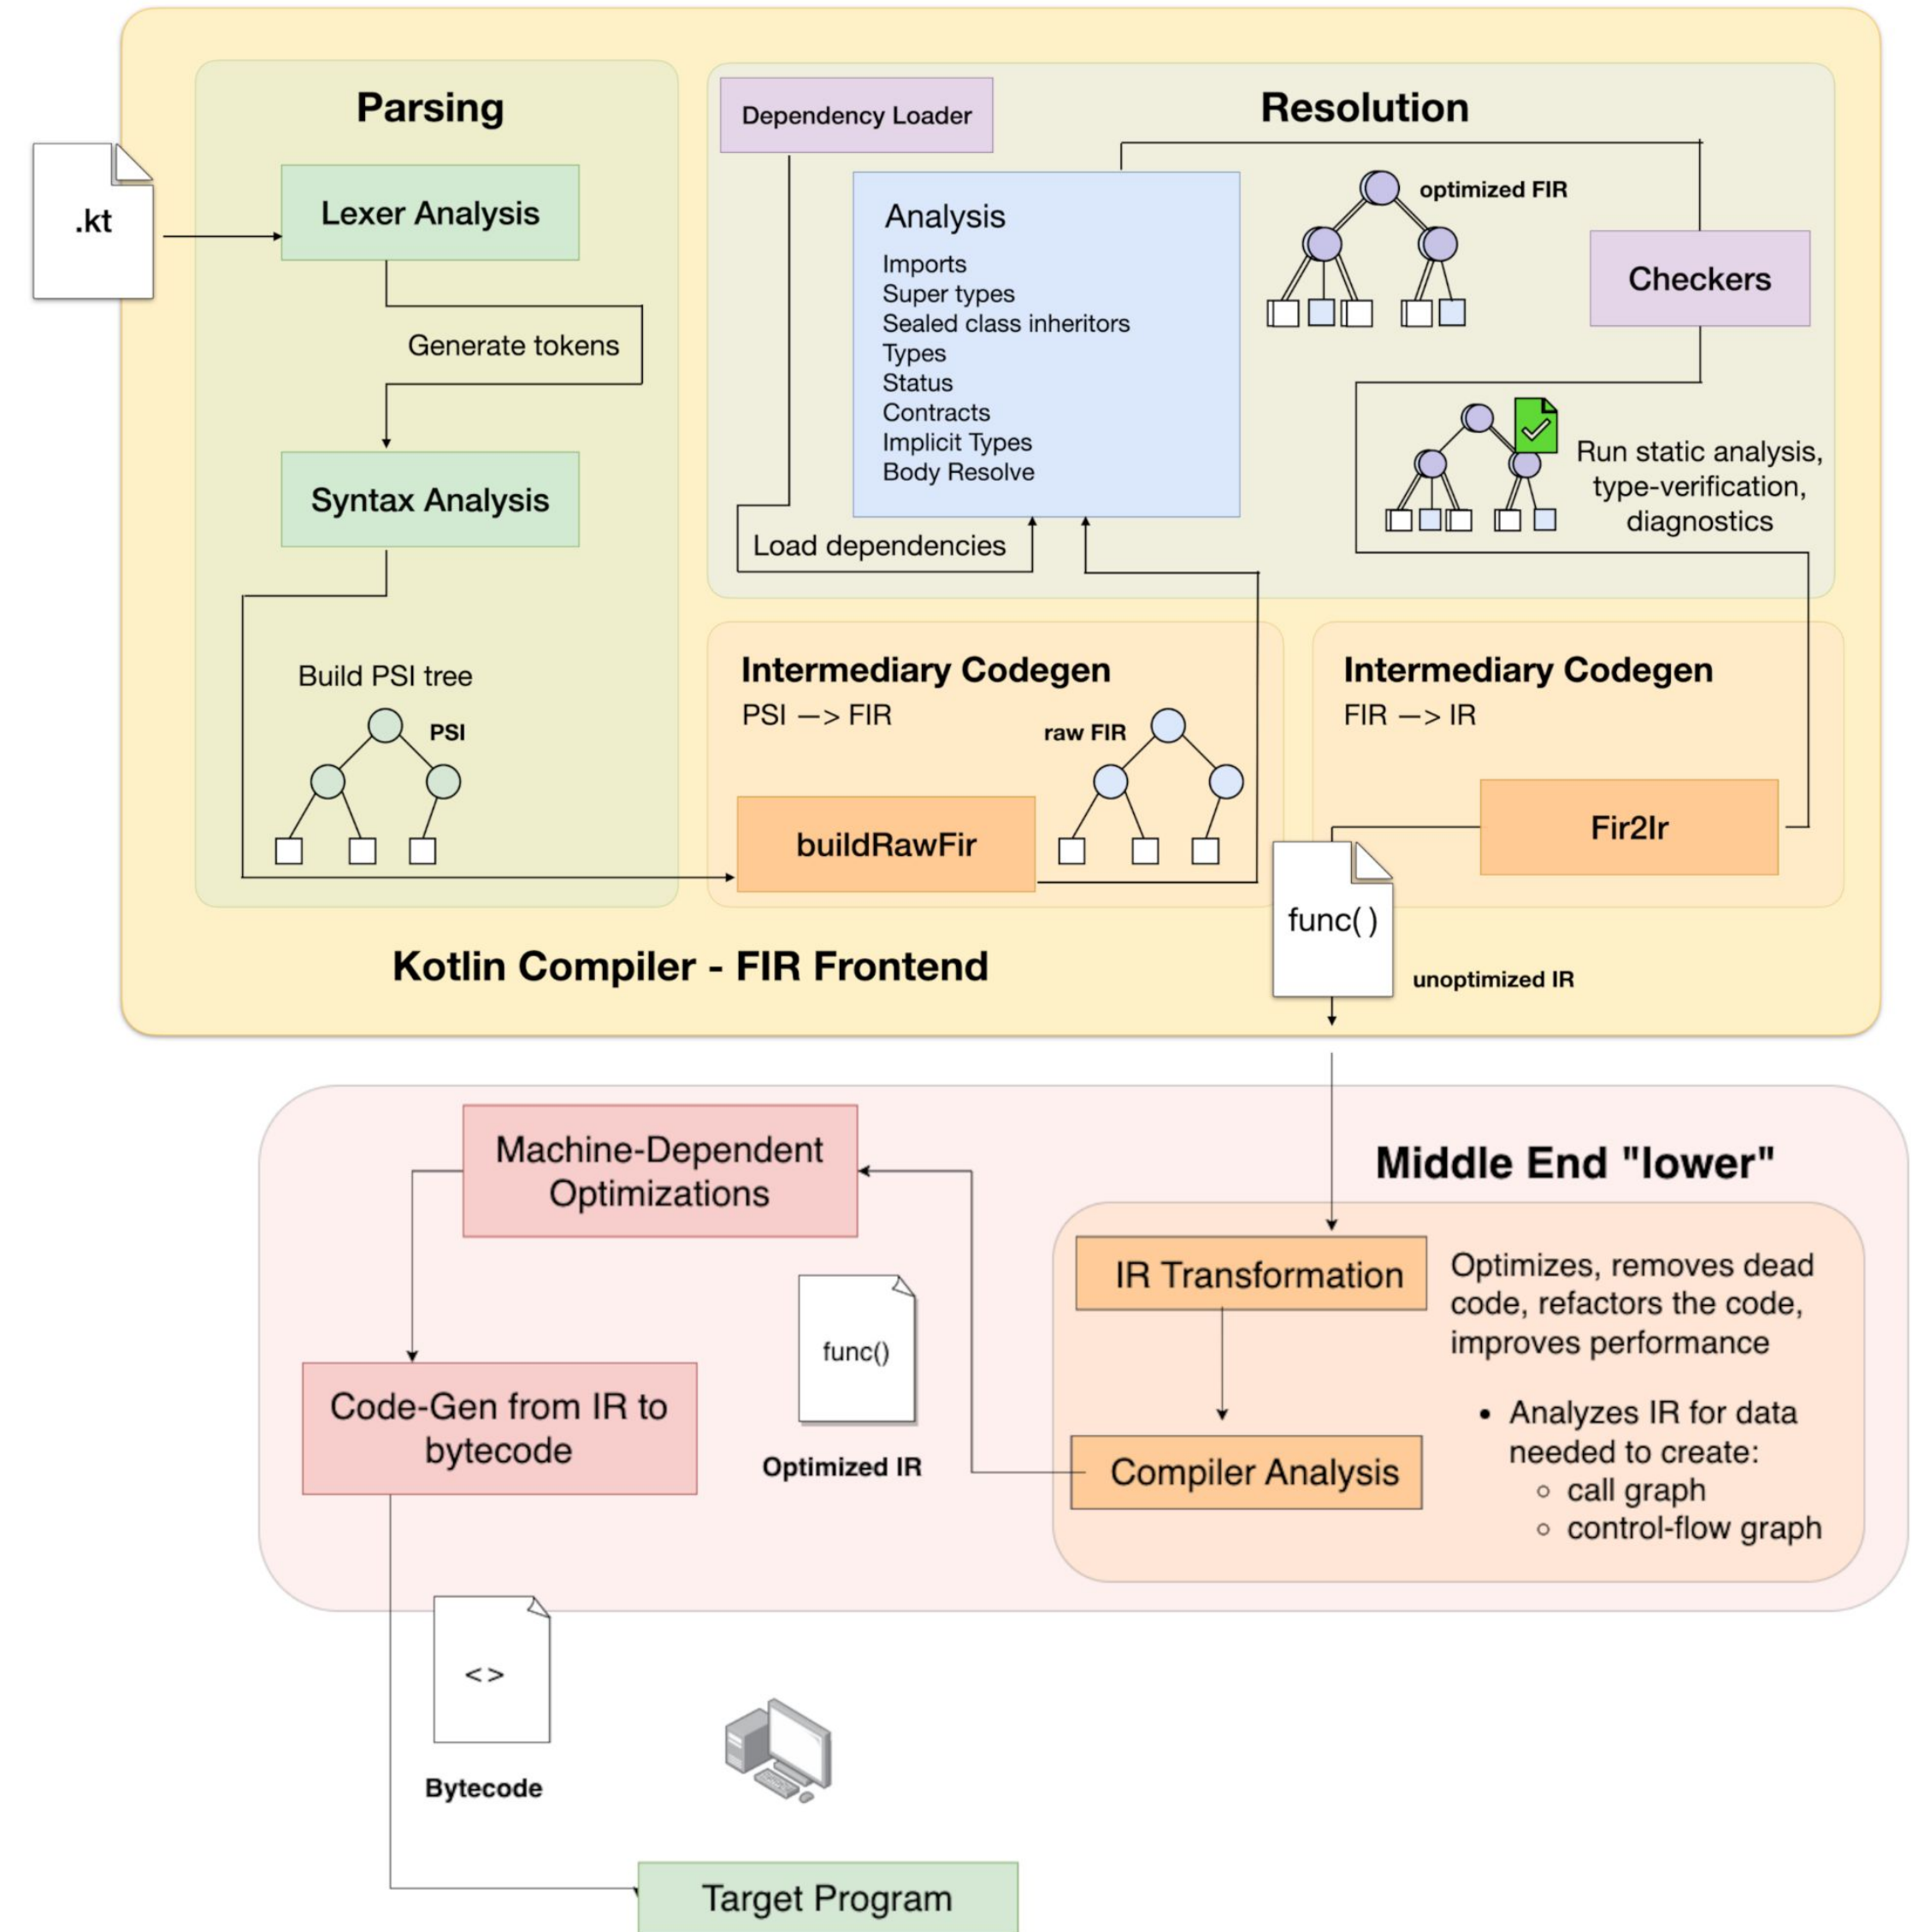 Parsing
.kt
Lexer Analysis
Generate tokens
Syntax Analysis
Build PSI tree
PSI
Dependency Loader
Resolution
Analysis
Imports
Super types
Sealed class inheritors
Types
Status
Contracts
Implicit Types
Body Resolve
Load dependencies
optimized FIR
Checkers
Run static analysis,
type-verification,
diagnostics
Intermediary Codegen
PSI —> FIR
raw FIR
buildRawFir
Intermediary Codegen
FIR —> IR
Fir2Ir
func( )
unoptimized IR
Kotlin Compiler - FIR Frontend
Middle End "lower"
IR Transformation
Optimizes, removes dead
code, refactors the code,
improves performance
Compiler Analysis
• Analyzes IR for data
needed to create:
○ call graph
○ control-flow graph
Machine-Dependent
Optimizations
func()
Optimized IR
Code-Gen from IR to
bytecode
< >
Bytecode
Target Program